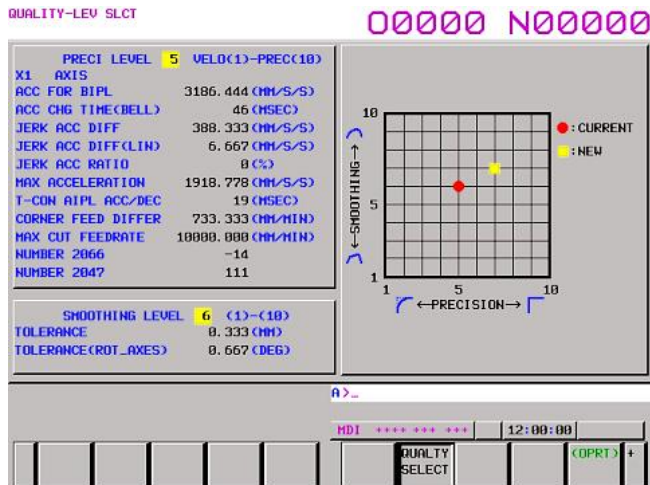 QUALITY-LEV SLCT
O0000 N00000
PRECI LEVEL 5 VELO(1)-PREC(10)
X1 AXIS
ACC FOR BIPL 3186.444(MM/S/S)
ACC CHG TIME(BELL) 46(MSEC)
JERK ACC DIFF 388.333(MM/S/S)
JERK ACC DIFF(LIN) 6.667(MM/S/S)
JERK ACC RATIO 0(%)
MAX ACCELERATION 1918.778(MM/S/S)
T-CON AIPL ACC/DEC 19(MSEC)
CORNER FEED DIFFER 733.333(MM/MIN)
MAX CUT FEEDRATE 10000.000(MM/MIN)
NUMBER 2066 -14
NUMBER 2047 111
SMOOTHING LEVEL 6 (1)-(10)
TOLERANCE 0.333(MM)
TOLERANCE(ROT_AXES) 0.667(DEG)
10
5
1
←SMOOTHING→
1 5 10
←PRECISION→
:CURRENT
:NEW
A>_
MDI ++++ *** *** 12:00:00
QUALTY
SELECT
(OPRT) +